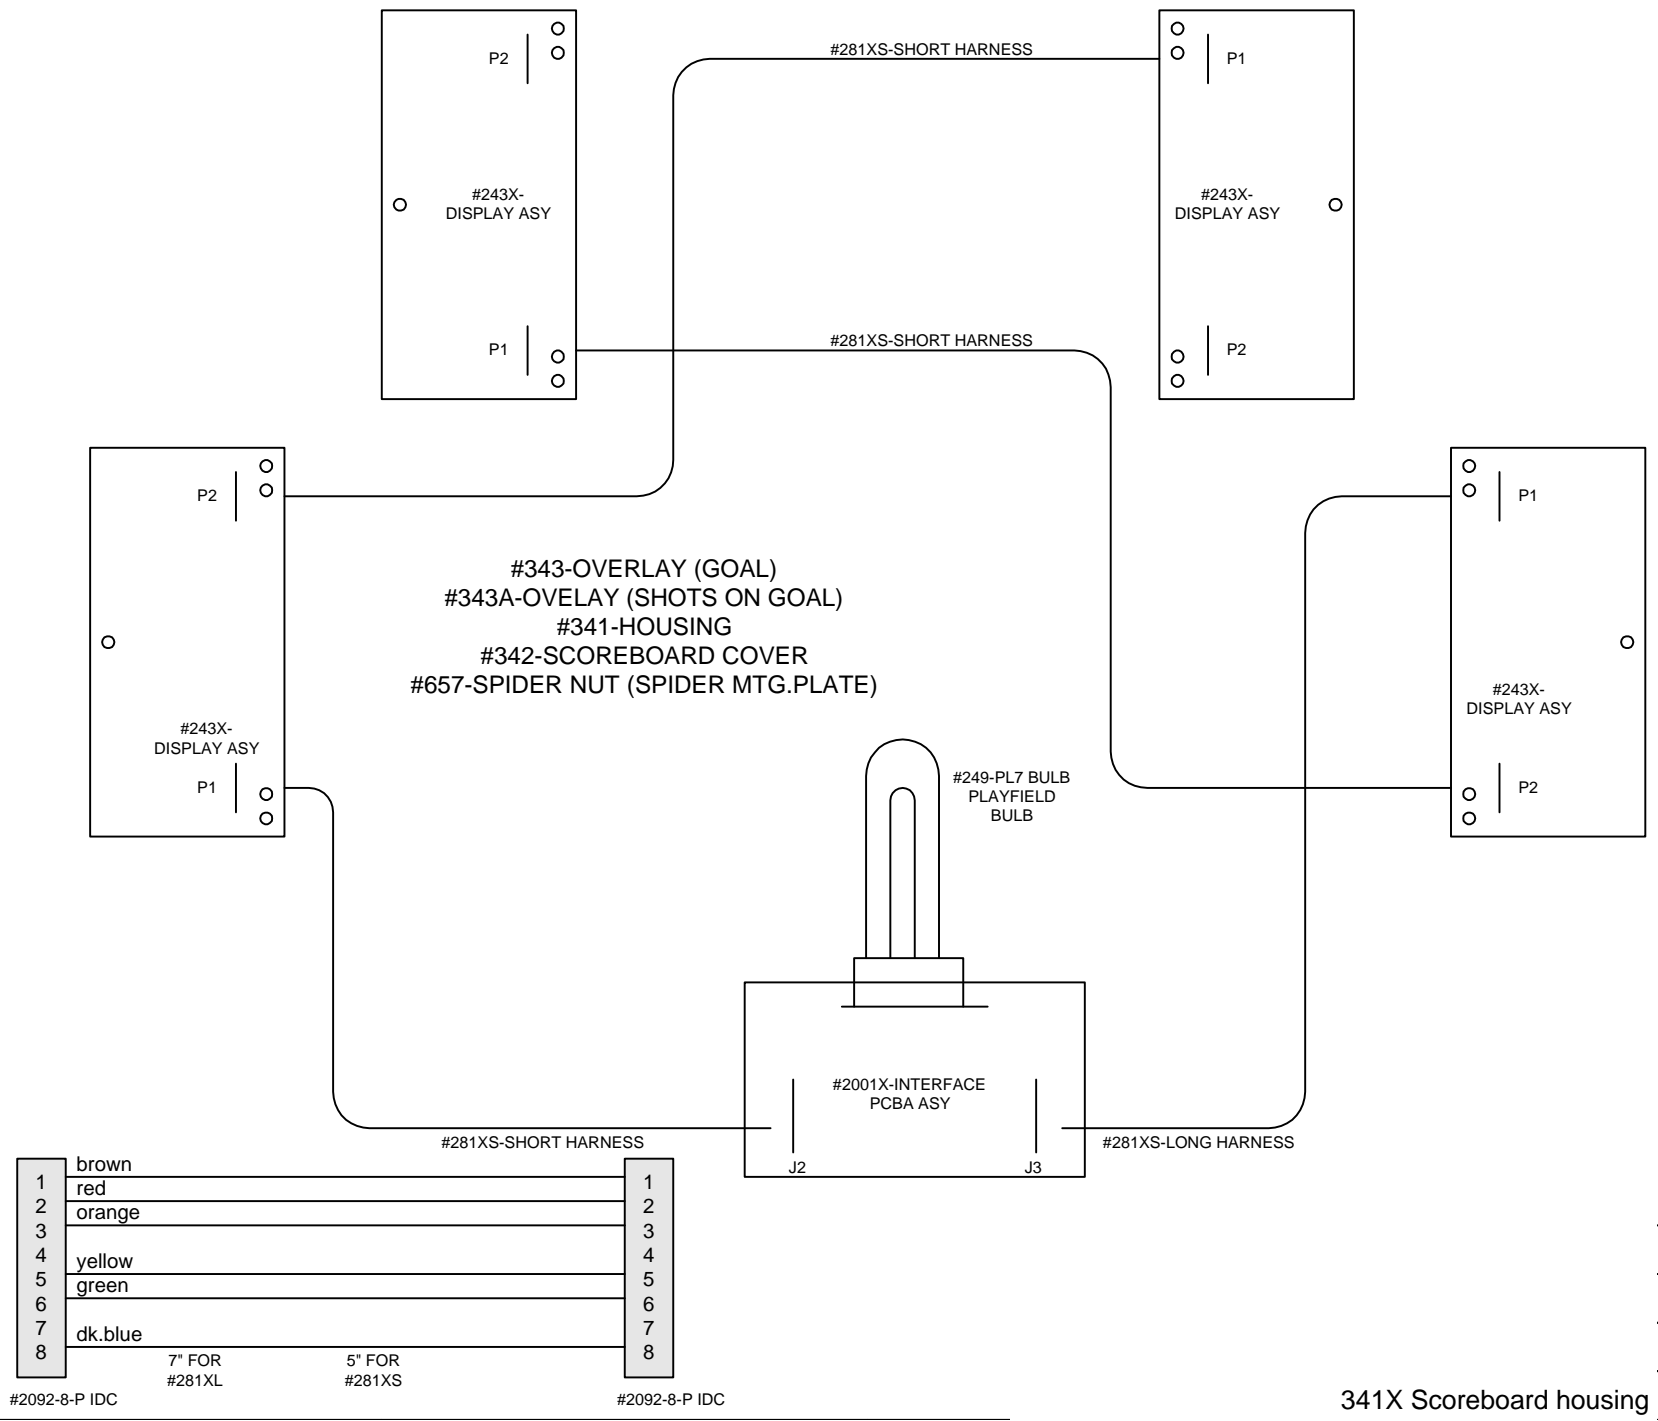 P2
#281XS-SHORT HARNESS
P1
#243X-
DISPLAY ASY
#243X-
DISPLAY ASY
P1
#281XS-SHORT HARNESS
P2
P2
P1
#343-OVERLAY (GOAL)
#343A-OVELAY (SHOTS ON GOAL)
#341-HOUSING
#342-SCOREBOARD COVER
#657-SPIDER NUT (SPIDER MTG.PLATE)
#243X-
DISPLAY ASY
#243X-
DISPLAY ASY
P1
#249-PL7 BULB
PLAYFIELD
BULB
P2
#2001X-INTERFACE
PCBA ASY
#281XS-SHORT HARNESS
J2
J3
#281XS-LONG HARNESS
brown
1
1
red
2
2
orange
3
3
4
4
yellow
5
5
green
6
6
7
7
dk.blue
8
8
7" FOR
#281XL
5" FOR
#281XS
#2092-8-P IDC
#2092-8-P IDC
341X Scoreboard housing